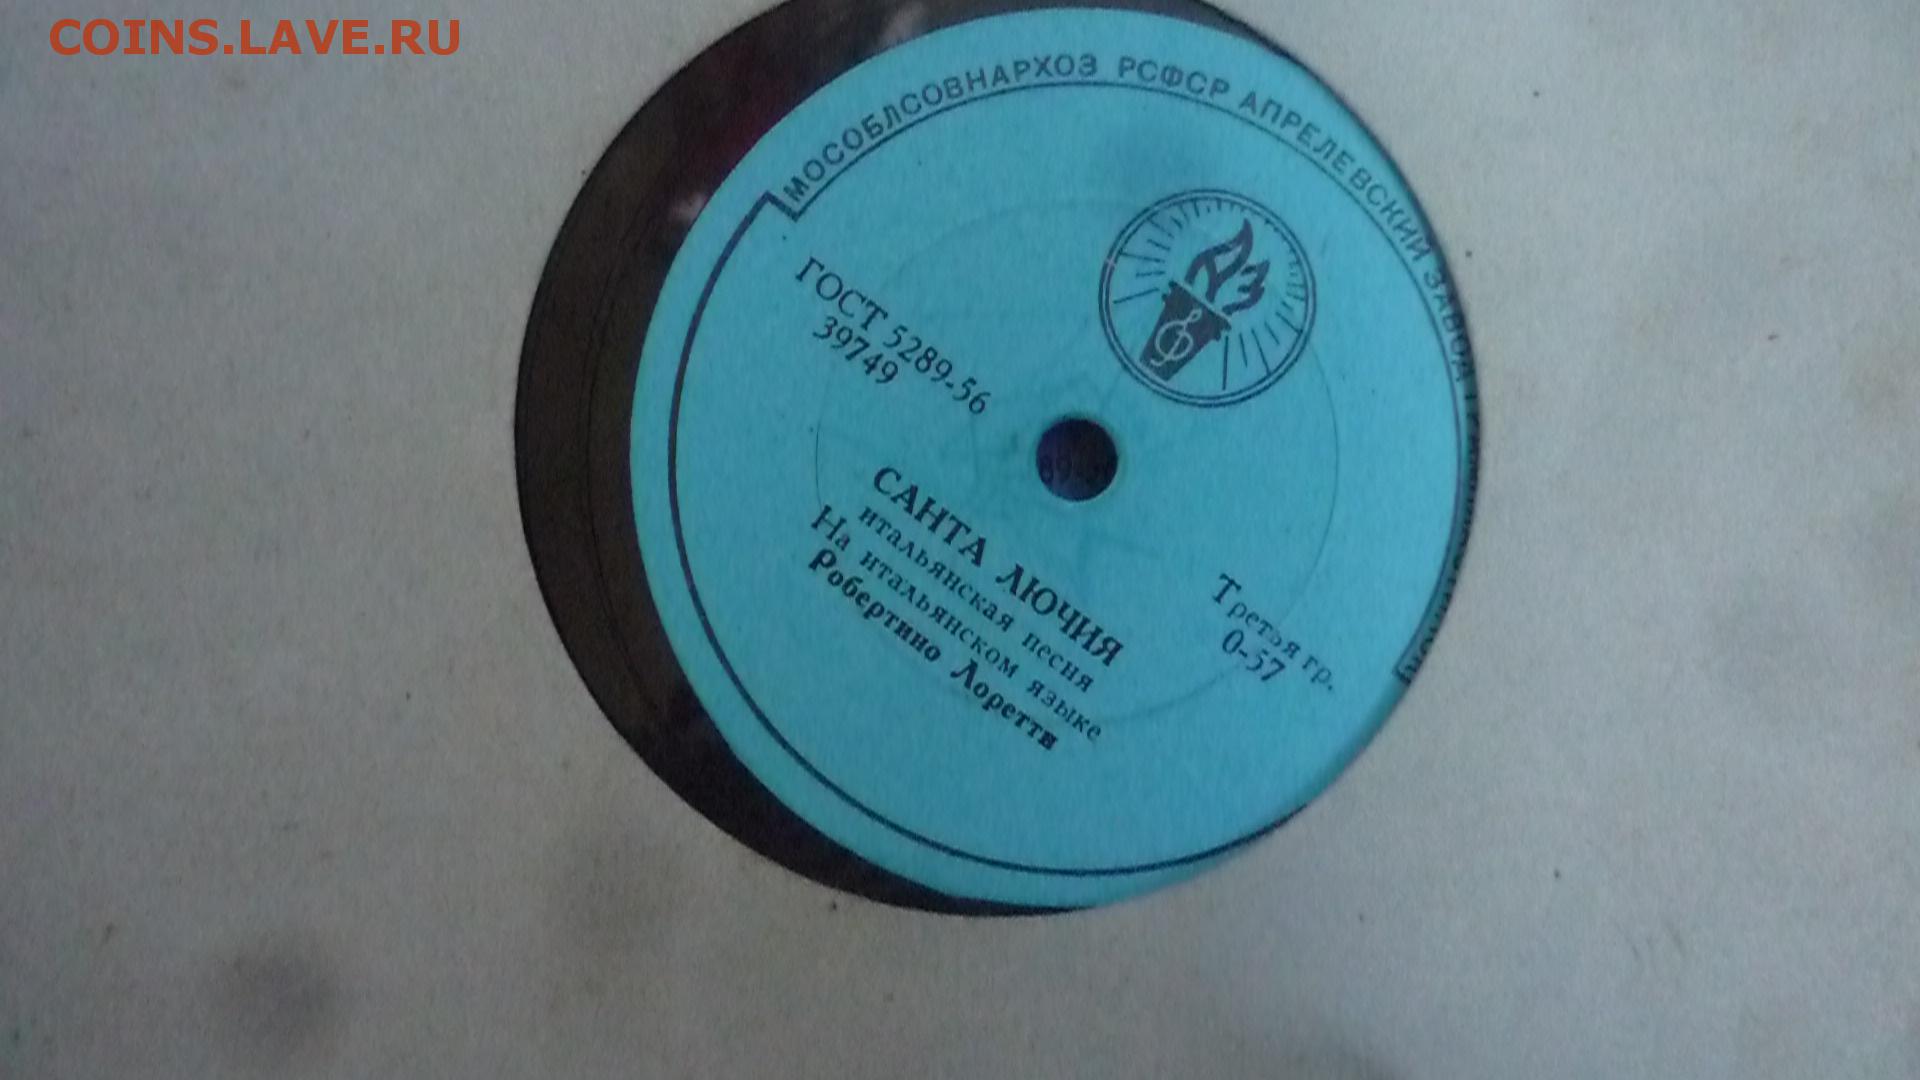 COINS.LAVE.RU
МОСОБЛСОВНАРХОЗ РСФСР АПРЕЛЕВСКИЙ ЗАВОД
ГОСТ 5289-56
39749
САНТА ЛЮЧИЯ
итальянская песня
На итальянском языке
Робертино Лоретти
Третья гр.
0-57